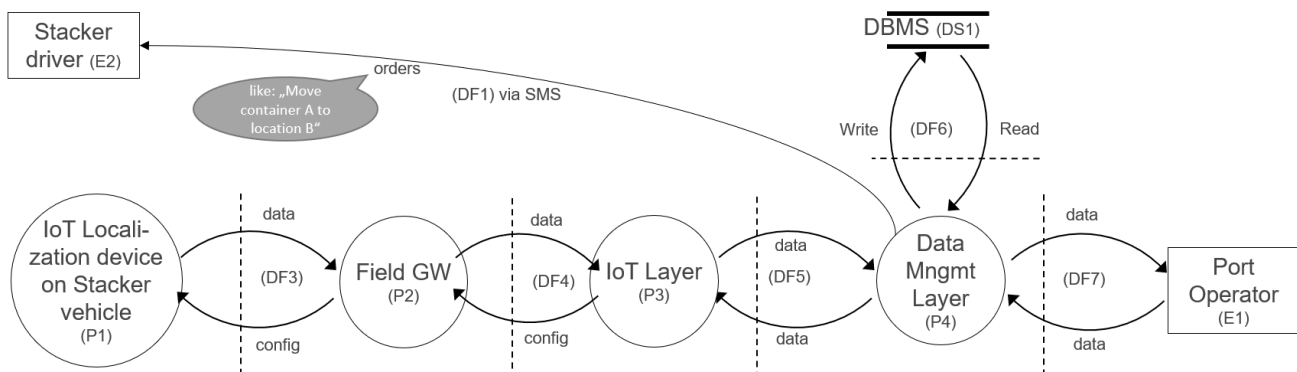 Stacker
driver (E2)
DBMS (DS1)
orders
like: „Move
container A to
location B“
(DF1) via SMS
Write
(DF6)
Read
IoT Locali-
zation device
on Stacker
vehicle
(P1)
data
(DF3)
config
Field GW
(P2)
data
(DF4)
config
IoT Layer
(P3)
data
(DF5)
data
Data
Mngmt
Layer
(P4)
data
(DF7)
data
Port
Operator
(E1)